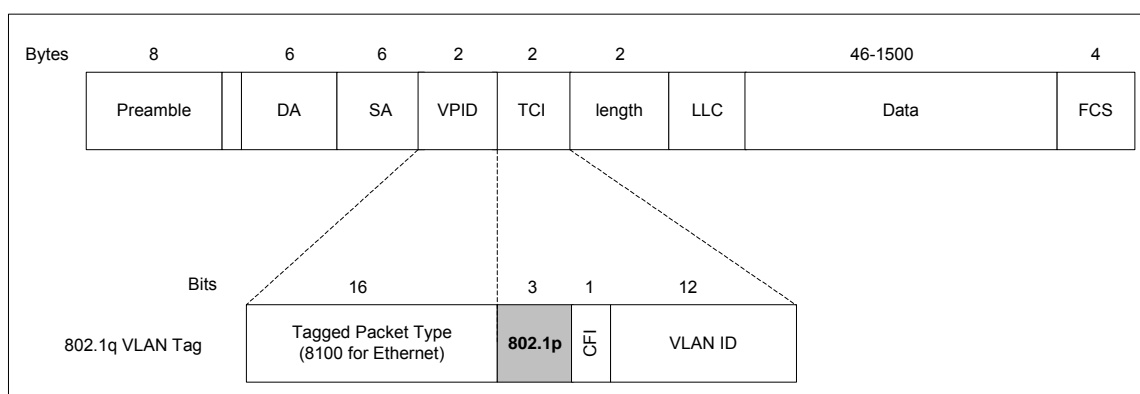 Bytes 8 6 6 2 2 2 46-1500 4
Preamble DA SA VPID TCI length LLC Data FCS
Bits 16 3 1 12
802.1q VLAN Tag
Tagged Packet Type
(8100 for Ethernet)
802.1p
CFI
VLAN ID